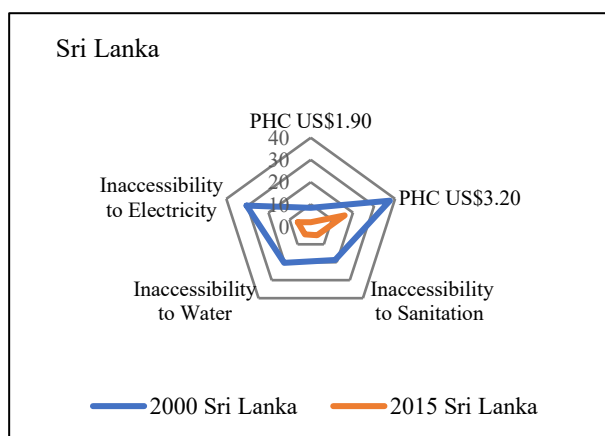 Sri Lanka
PHC US$1.90
40
30
20
10
0
PHC US$3.20
Inaccessibility
to Electricity
Inaccessibility
to Water
Inaccessibility
to Sanitation
2000 Sri Lanka
2015 Sri Lanka